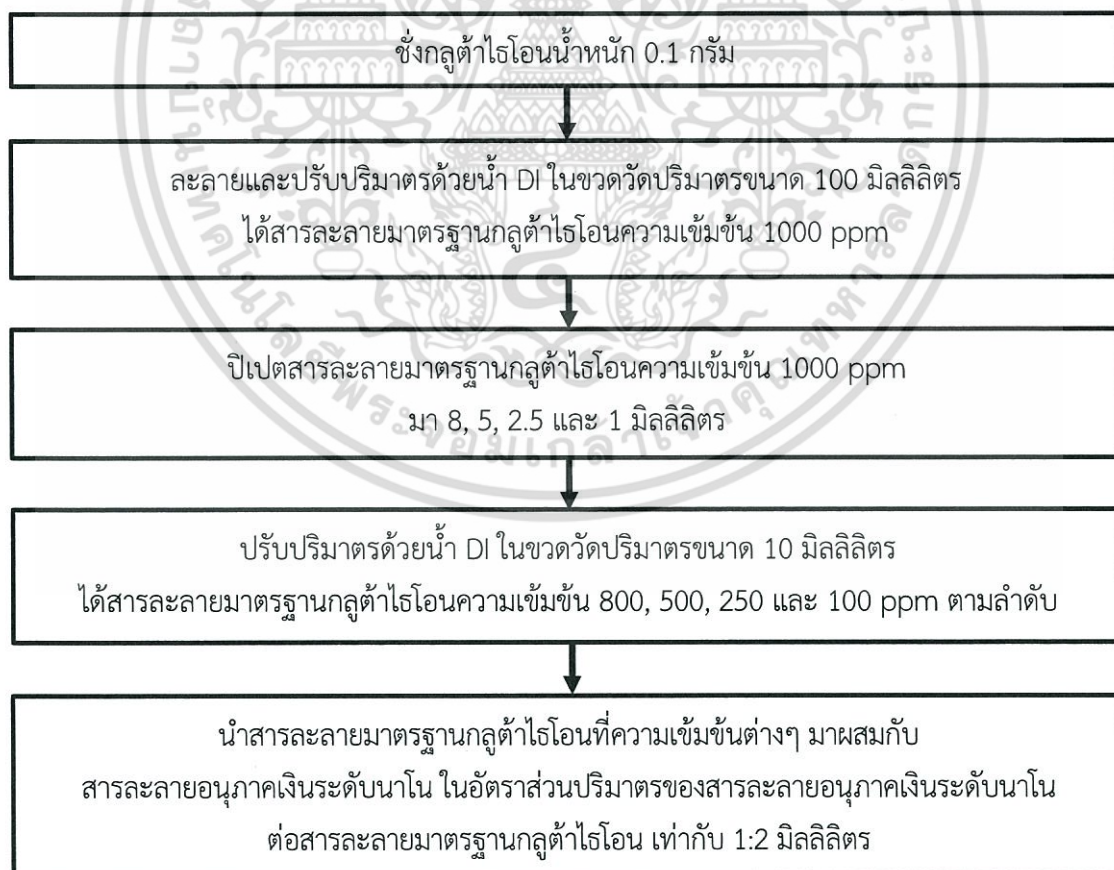 ชั่งกลูต้าไธโอนน้ำหนัก 0.1 กรัม
ละลายและปรับปริมาตรด้วยน้ำ DI ในขวดวัดปริมาตรขนาด 100 มิลลิลิตร
ได้สารละลายมาตรฐานกลูต้าไธโอนความเข้มข้น 1000 ppm
ปิเปตสารละลายมาตรฐานกลูต้าไธโอนความเข้มข้น 1000 ppm
มา 8, 5, 2.5 และ 1 มิลลิลิตร
ปรับปริมาตรด้วยน้ำ DI ในขวดวัดปริมาตรขนาด 10 มิลลิลิตร
ได้สารละลายมาตรฐานกลูต้าไธโอนความเข้มข้น 800, 500, 250 และ 100 ppm ตามลำดับ
นำสารละลายมาตรฐานกลูต้าไธโอนที่ความเข้มข้นต่างๆ มาผสมกับ
สารละลายอนุภาคเงินระดับนาโน ในอัตราส่วนปริมาตรของสารละลายอนุภาคเงินระดับนาโน
ต่อสารละลายมาตรฐานกลูต้าไธโอน เท่ากับ 1:2 มิลลิลิตร